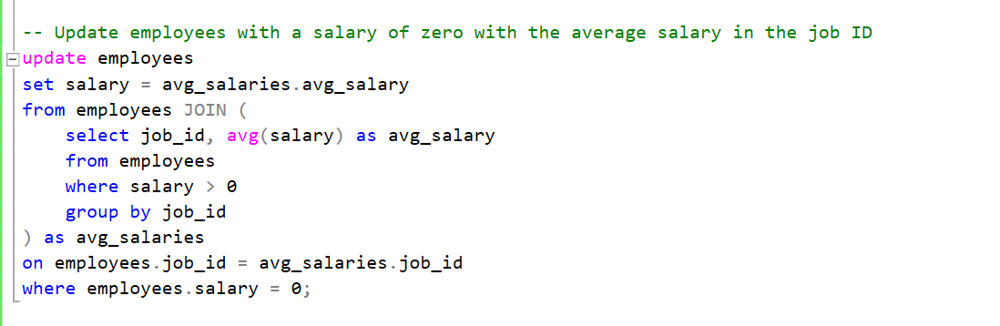 -- Update employees with a salary of zero with the average salary in the job ID
update employees
set salary = avg_salaries.avg_salary
from employees JOIN (
    select job_id, avg(salary) as avg_salary
    from employees
    where salary > 0
    group by job_id
) as avg_salaries
on employees.job_id = avg_salaries.job_id
where employees.salary = 0;